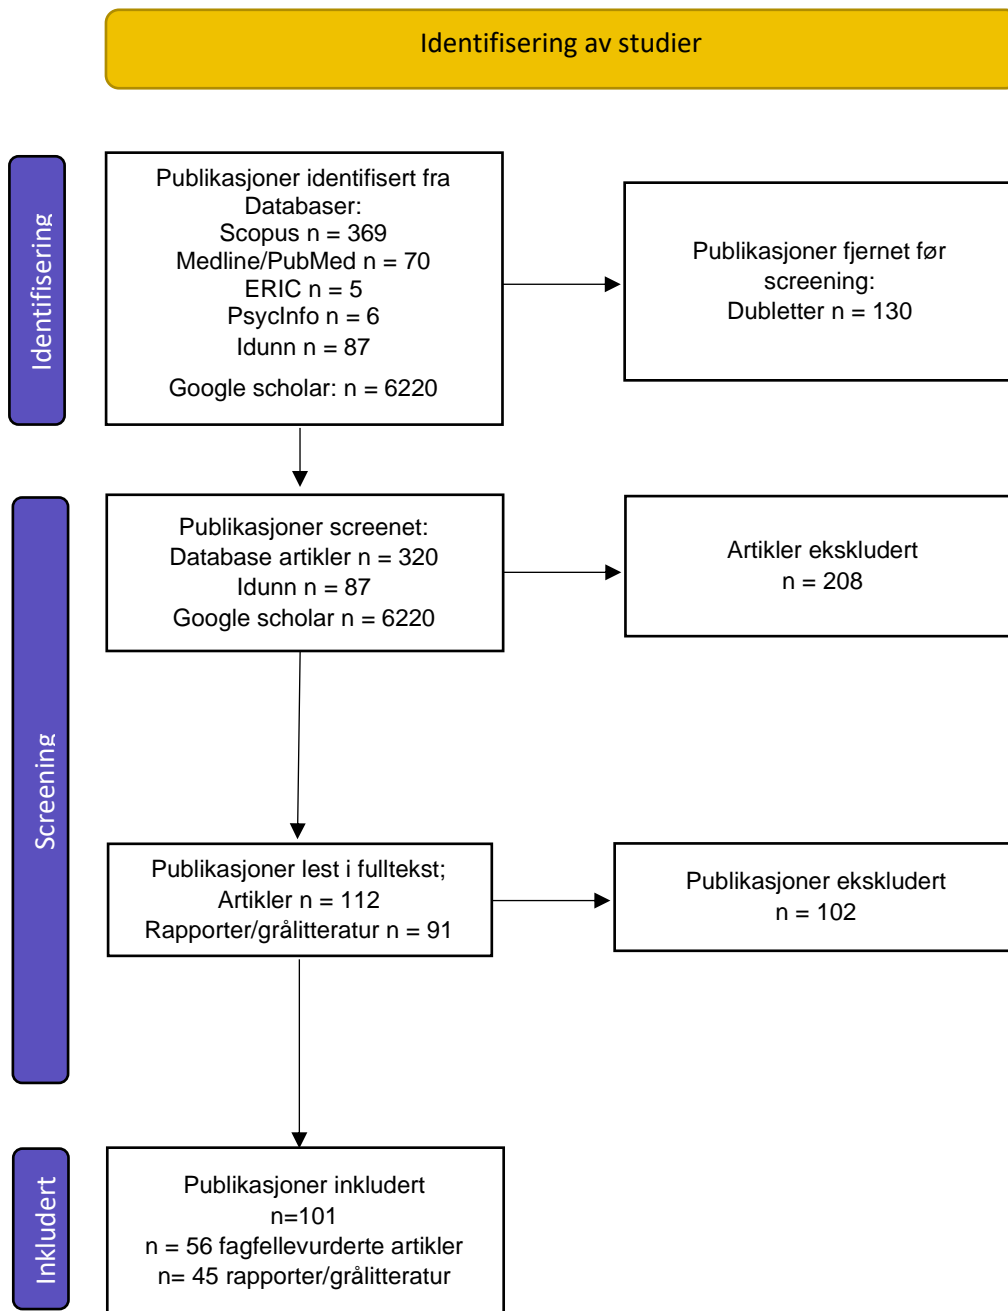 Identifisering av studier
Identifisering
Publikasjoner identifisert fra
Databaser:
Scopus n = 369
Medline/PubMed n = 70
ERIC n = 5
PsycInfo n = 6
Idunn n = 87
Google scholar: n = 6220
Publikasjoner fjernet før
screening:
Dubletter n = 130
Screening
Publikasjoner screenet:
Database artikler n = 320
Idunn n = 87
Google scholar n = 6220
Artikler ekskludert
n = 208
Publikasjoner lest i fulltekst;
Artikler n = 112
Rapporter/grålitteratur n = 91
Publikasjoner ekskludert
n = 102
Inkludert
Publikasjoner inkludert
n=101
n = 56 fagfellevurderte artikler
n= 45 rapporter/grålitteratur